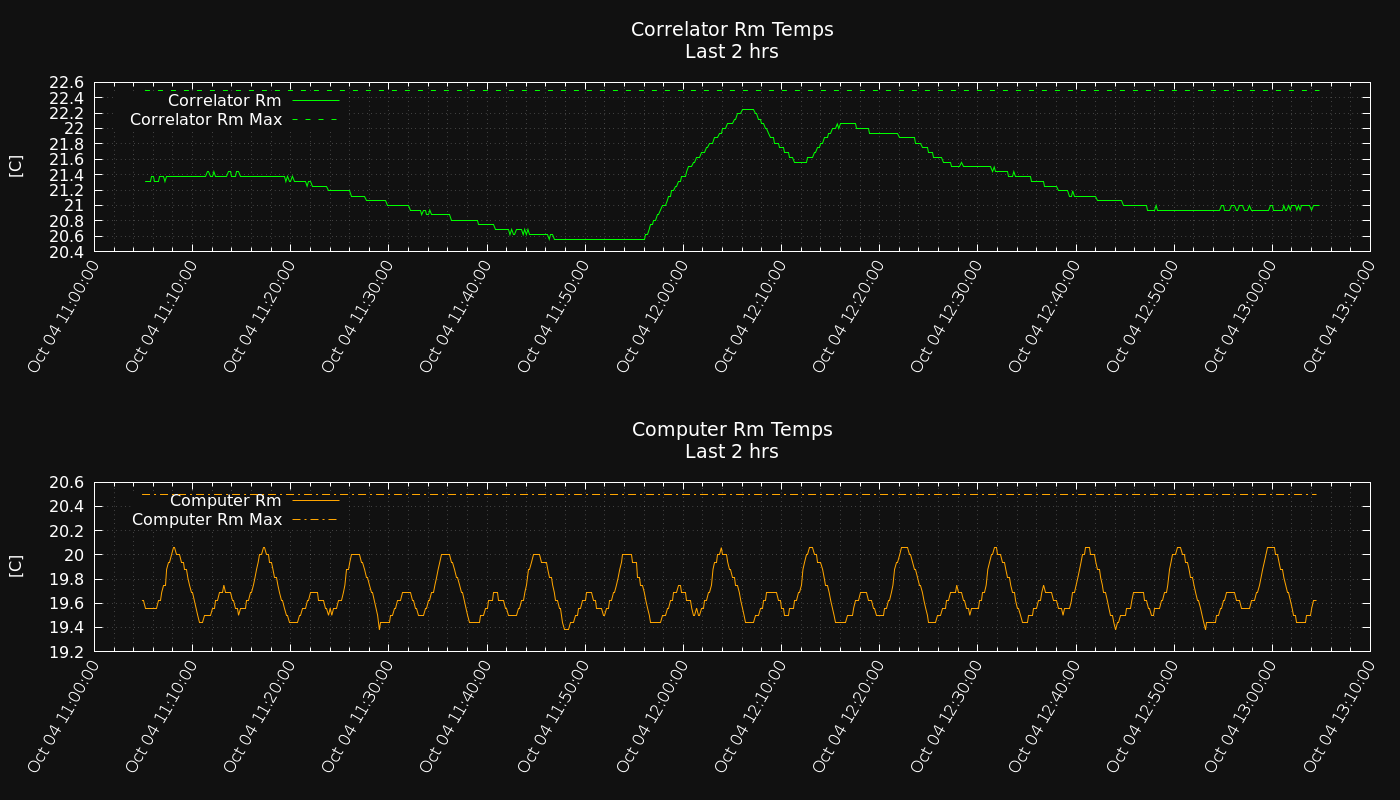 Correlator Rm Temps
Last 2 hrs
[C]
22.6
22.4
22.2
22
21.8
21.6
21.4
21.2
21
20.8
20.6
20.4
Correlator Rm
Correlator Rm Max
Oct 04 11:00:00
Oct 04 11:10:00
Oct 04 11:20:00
Oct 04 11:30:00
Oct 04 11:40:00
Oct 04 11:50:00
Oct 04 12:00:00
Oct 04 12:10:00
Oct 04 12:20:00
Oct 04 12:30:00
Oct 04 12:40:00
Oct 04 12:50:00
Oct 04 13:00:00
Oct 04 13:10:00
Computer Rm Temps
Last 2 hrs
[C]
20.6
20.4
20.2
20
19.8
19.6
19.4
19.2
Computer Rm
Computer Rm Max
Oct 04 11:00:00
Oct 04 11:10:00
Oct 04 11:20:00
Oct 04 11:30:00
Oct 04 11:40:00
Oct 04 11:50:00
Oct 04 12:00:00
Oct 04 12:10:00
Oct 04 12:20:00
Oct 04 12:30:00
Oct 04 12:40:00
Oct 04 12:50:00
Oct 04 13:00:00
Oct 04 13:10:00